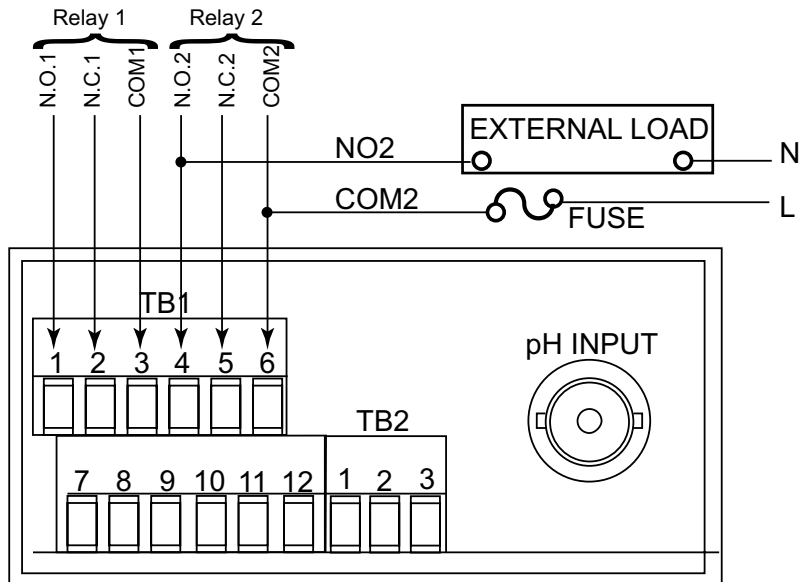 Relay 1
Relay 2
N.O.1
N.C.1
COM1
N.O.2
N.C.2
COM2
EXTERNAL LOAD
NO2
N
COM2
FUSE
L
TB1
1 2 3 4 5 6
pH INPUT
TB2
7 8 9 10 11 12
1 2 3